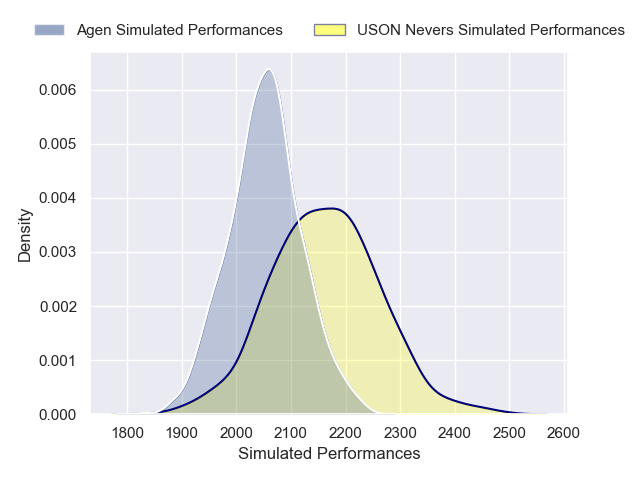 Agen Simulated Performances USON Nevers Simulated Performances
0.006
0.005
0.004
0.003
0.002
0.001
0.000
Density
1800 1900 2000 2100 2200 2300 2400 2500 2600
Simulated Performances